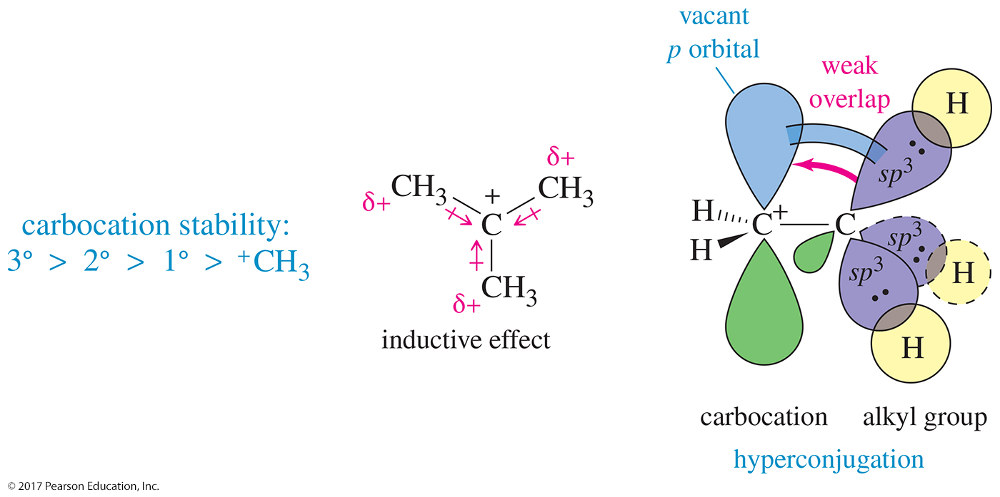 carbocation stability:
3° > 2° > 1° > ⁺CH₃
δ+
CH₃
δ+
CH₃
+
C
δ+
CH₃
inductive effect
vacant
p orbital
weak
overlap
H
sp³
H
H
C+
C
sp³
H
sp³
H
carbocation
alkyl group
hyperconjugation
© 2017 Pearson Education, Inc.